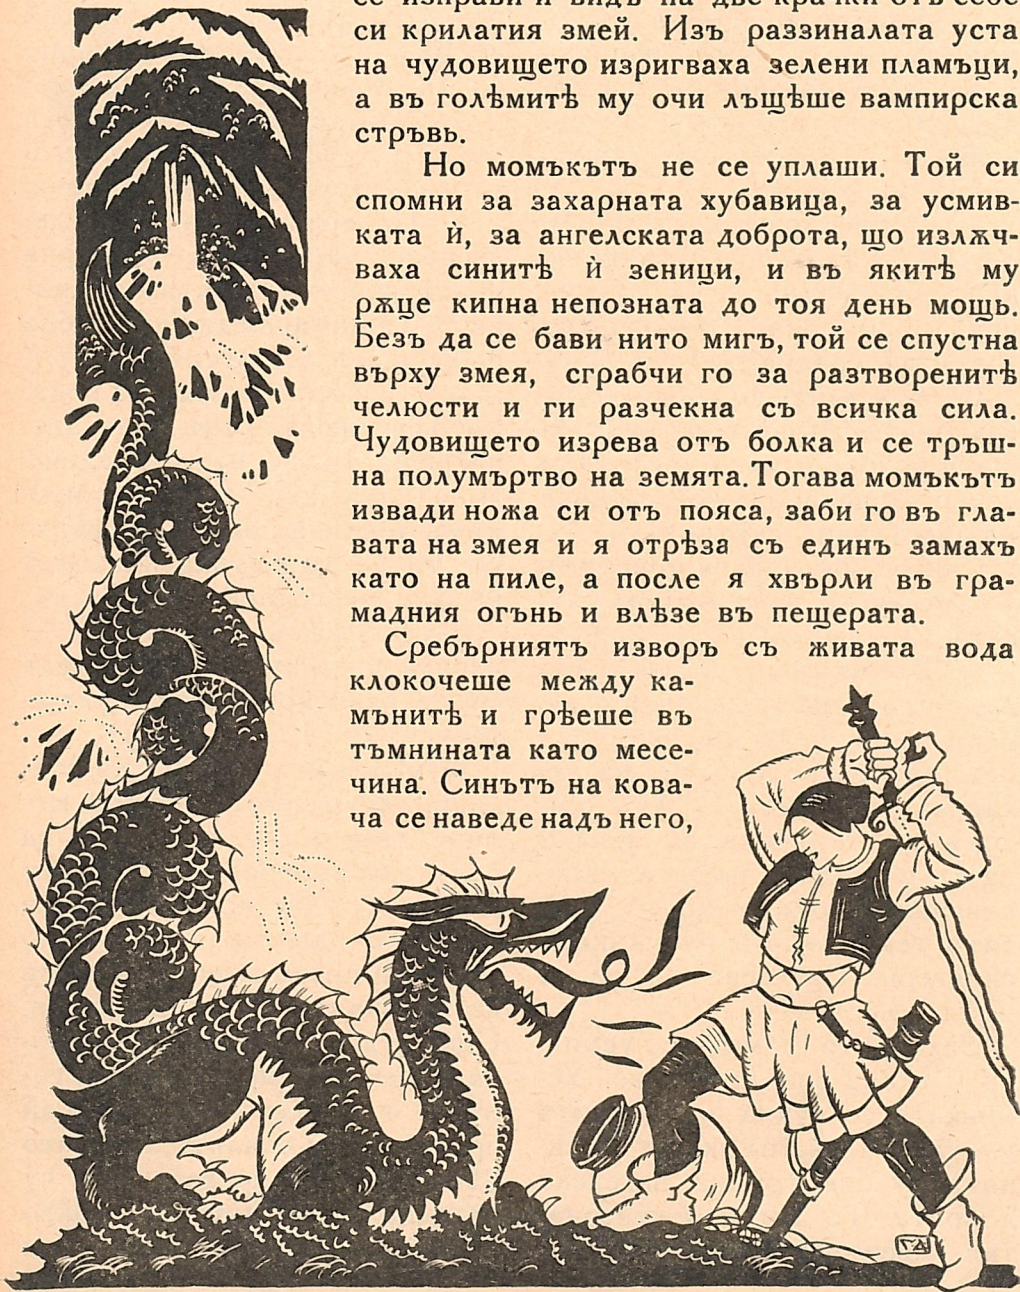 си крилатия змей. Изъ раззиналата уста
на чудовището изригваха зелени пламъци,
а въ голѣмитѣ му очи лъщѣше вампирска
стръвь.
Но момъкътъ не се уплаши. Той си
спомни за захарната хубавица, за усмив-
ката ѝ, за ангелската доброта, що излѫч-
ваха синитѣ ѝ зеници, и въ якитѣ му
рѫце кипна непозната до тоя день мощь.
Безъ да се бави нито мигъ, той се спустна
върху змея, сграбчи го за разтворенитѣ
челюсти и ги разчекна съ всичка сила.
Чудовището изрева отъ болка и се тръш-
на полумъртво на земята. Тогава момъкътъ
извади ножа си отъ пояса, заби го въ гла-
вата на змея и я отрѣза съ единъ замахъ
като на пиле, а после я хвърли въ гра-
мадния огънь и влѣзе въ пещерата.
Сребърниятъ изворъ съ живата вода
клокочеше между ка-
мънитѣ и грѣеше въ
тъмнината като месе-
чина. Синътъ на кова-
ча се наведе надъ него,